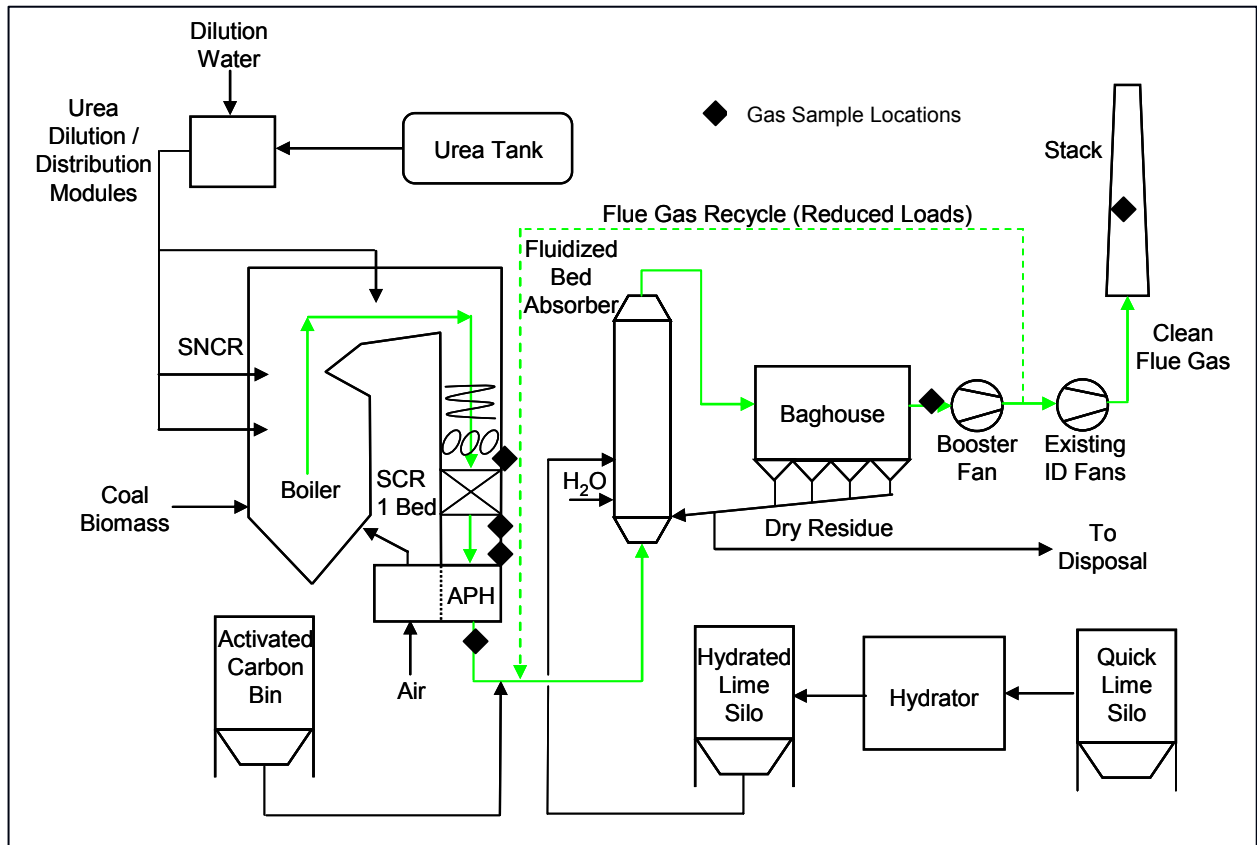 Dilution
Water
Urea
Dilution /
Distribution
Modules
Urea Tank
Gas Sample Locations
Stack
Flue Gas Recycle (Reduced Loads)
Fluidized
Bed
Absorber
SNCR
Clean
Flue Gas
Baghouse
Booster
Fan
Existing
ID Fans
Coal
Biomass
Boiler
SCR
1 Bed
H2O
Dry Residue
To
Disposal
APH
Air
Activated
Carbon
Bin
Hydrated
Lime
Silo
Hydrator
Quick
Lime
Silo